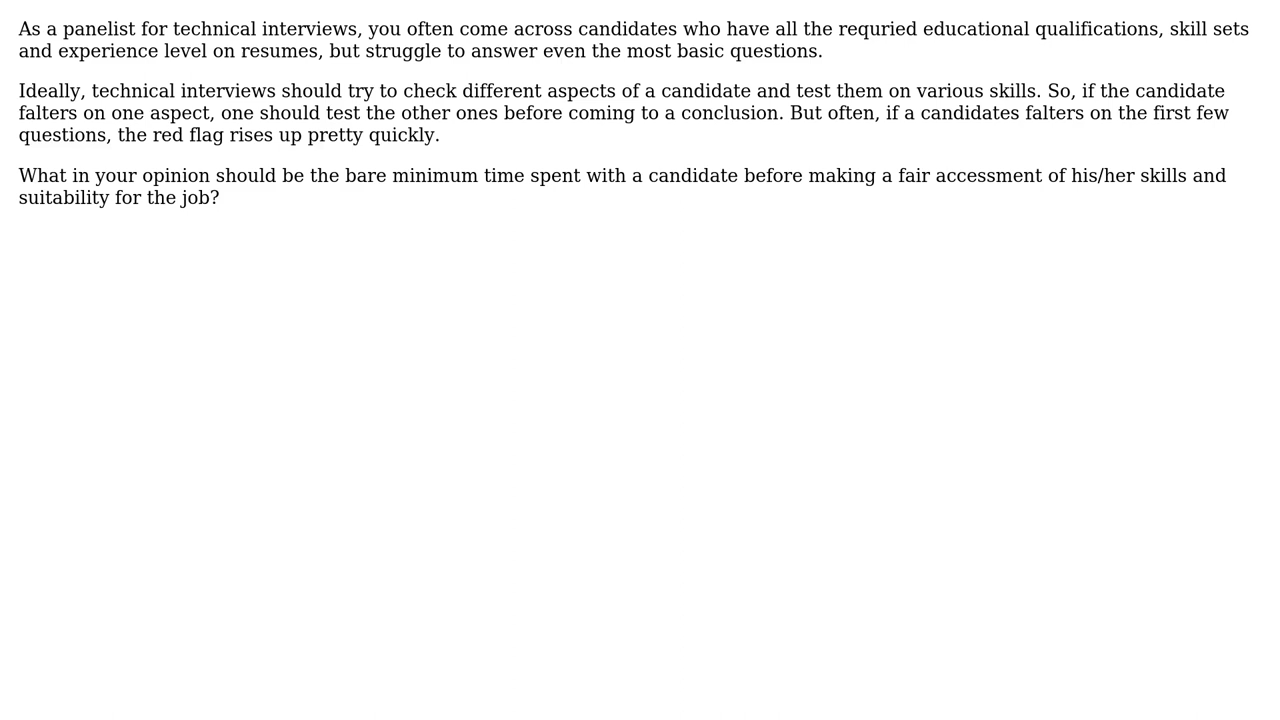 As a panelist for technical interviews, you often come across candidates who have all the requried educational qualifications, skill sets
and experience level on resumes, but struggle to answer even the most basic questions.
Ideally, technical interviews should try to check different aspects of a candidate and test them on various skills. So, if the candidate
falters on one aspect, one should test the other ones before coming to a conclusion. But often, if a candidates falters on the first few
questions, the red flag rises up pretty quickly.
What in your opinion should be the bare minimum time spent with a candidate before making a fair accessment of his/her skills and
suitability for the job?